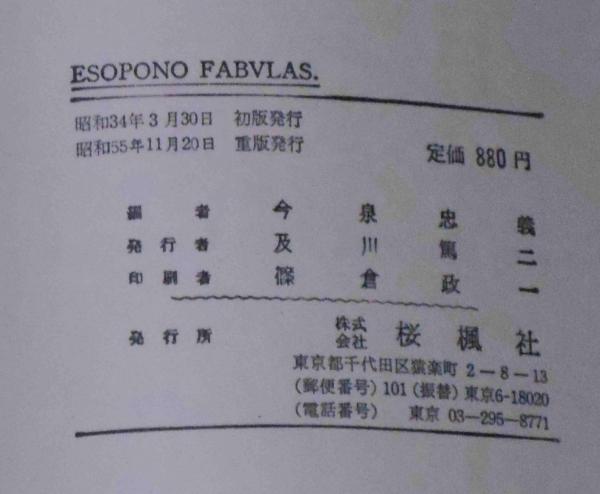 ESOPONO FABVLAS.
昭和34年3月30日 初版発行
昭和55年11月20日 重版発行
定価 880円
編者 今泉忠義
発行者 及川篤二
印刷者 篠倉政一
発行所 株式会社 桜楓社
東京都千代田区猿楽町 2－8－13
(郵便番号) 101 (振替) 東京6-18020
(電話番号) 東京 03－295－8771